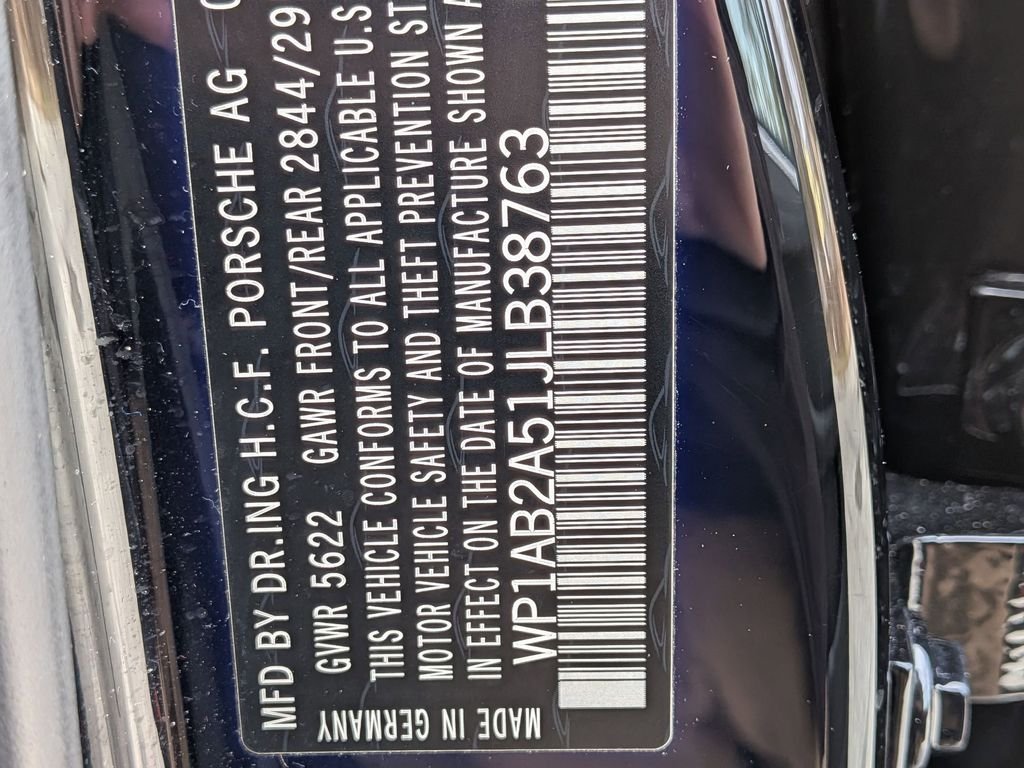 MFD BY DR.ING H.C.F. PORSCHE AG
GVWR 5622 GAWR FRONT/REAR 2844/29
THIS VEHICLE CONFORMS TO ALL APPLICABLE U.S
MOTOR VEHICLE SAFETY AND THEFT PREVENTION ST
IN EFFECT ON THE DATE OF MANUFACTURE SHOWN A
WP1AB2A51JLB38763
MADE IN GERMANY